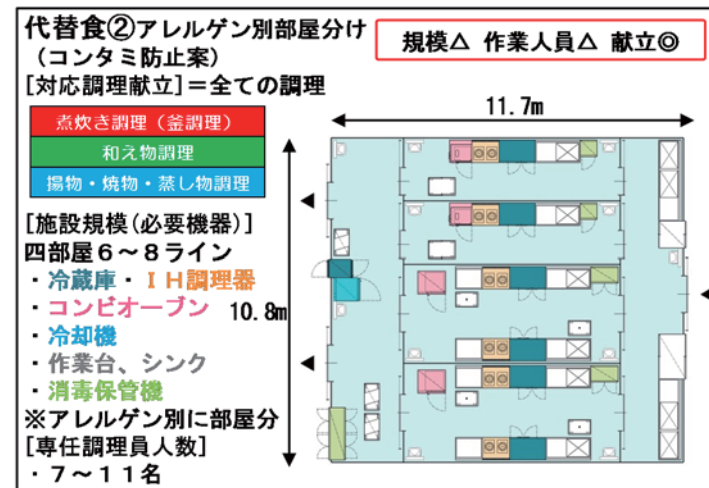 代替食②アレルゲン別部屋分け
（コンタミ防止案）
規模△ 作業人員△ 献立◎
[対応調理献立]＝全ての調理
煮炊き調理（釜調理）
和え物調理
揚物・焼物・蒸し物調理
11.7m
[施設規模(必要機器)]
四部屋６～８ライン
・冷蔵庫・ＩＨ調理器
・コンビオーブン
10.8m
・冷却機
・作業台、シンク
・消毒保管機
※アレルゲン別に部屋分
[専任調理員人数]
・７～１１名